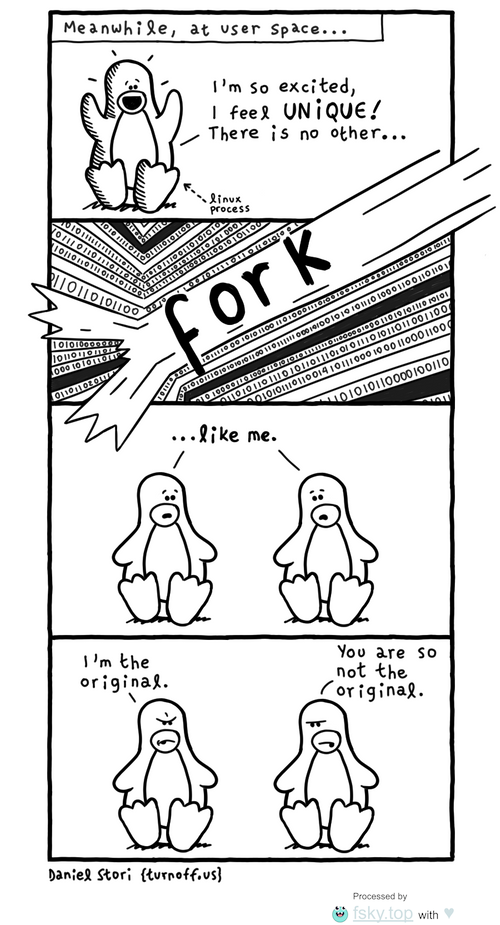 Meanwhile, at user space...
I'm so excited,
I feel UNIQUE!
There is no other...
linux
process
fork
...like me.
I'm the
original.
You are so
not the
original.
Daniel Stori {turnoff.us}
Processed by
fsky.top with ♥